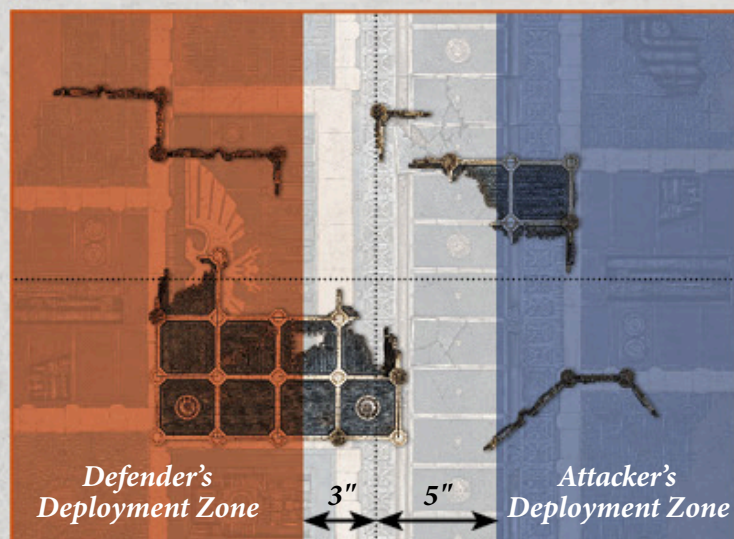 Defender's
Deployment Zone
3"
5"
Attacker's
Deployment Zone